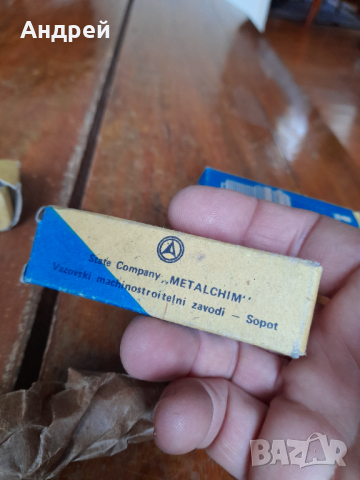 Андрей
State Company „METALCHIM"
Vazovski machinostroitelni zavodi – Sopot
BAZAR